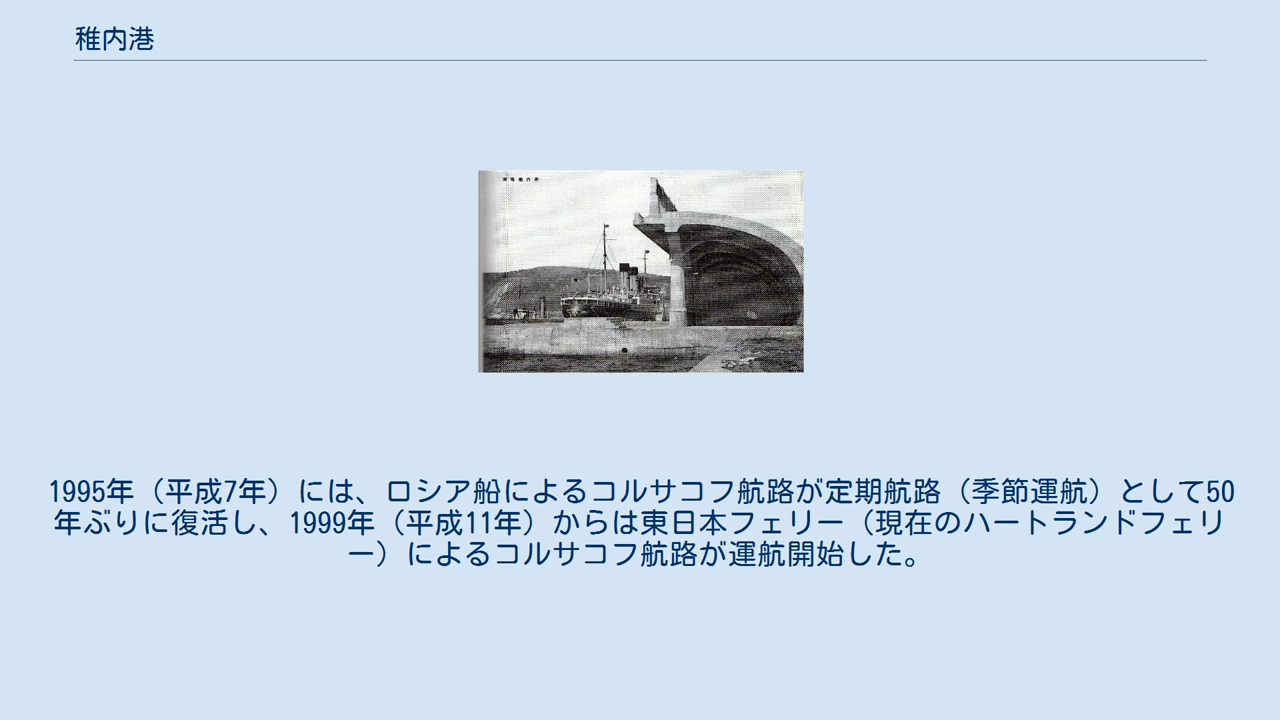 稚内港
1995年（平成7年）には、ロシア船によるコルサコフ航路が定期航路（季節運航）として50
年ぶりに復活し、1999年（平成11年）からは東日本フェリー（現在のハートランドフェリ
ー）によるコルサコフ航路が運航開始した。